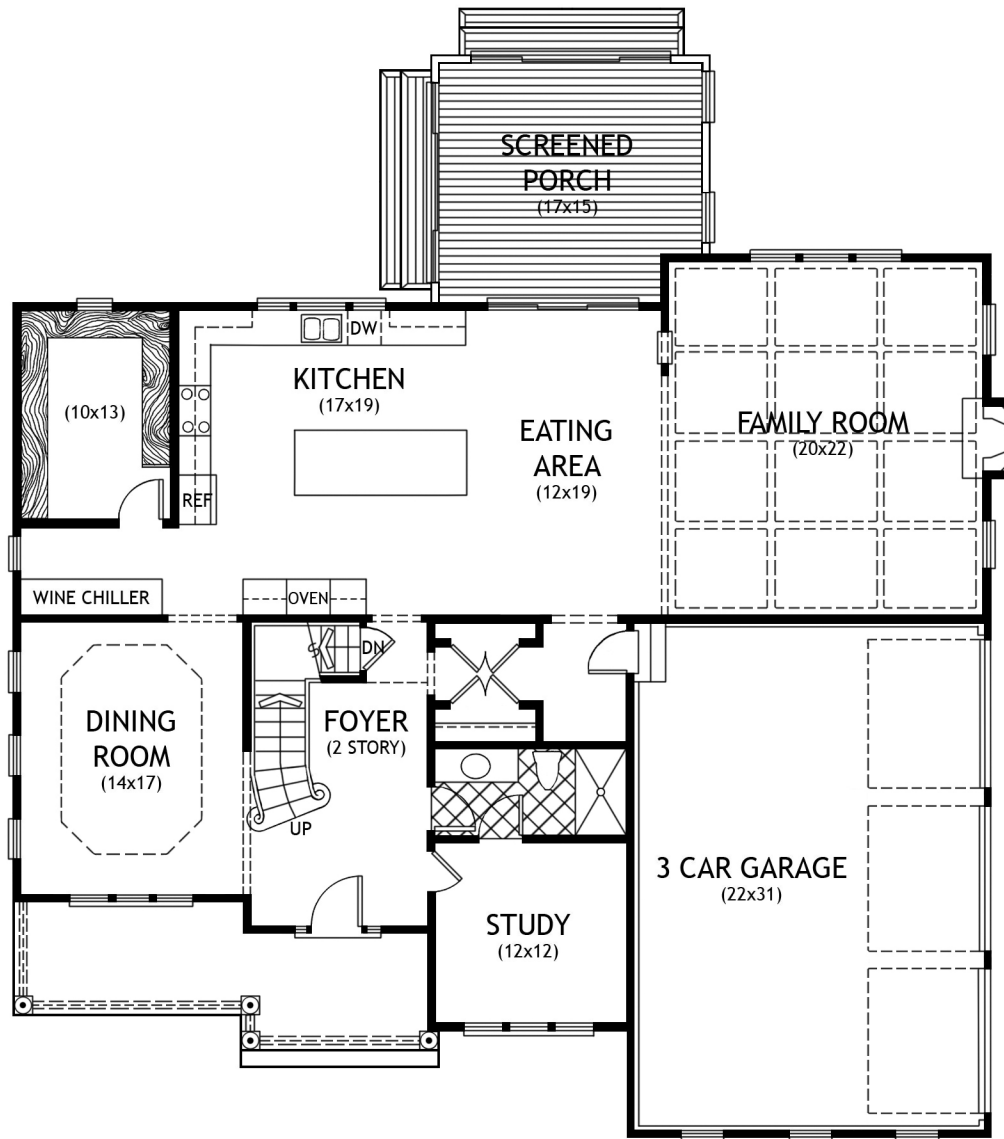 SCREENED
PORCH
(17x15)
DW
KITCHEN
(17x19)
(10x13)
EATING
AREA
(12x19)
FAMILY ROOM
(20x22)
REF
WINE CHILLER
OVEN
DN
DINING
ROOM
(14x17)
FOYER
(2 STORY)
UP
3 CAR GARAGE
(22x31)
STUDY
(12x12)